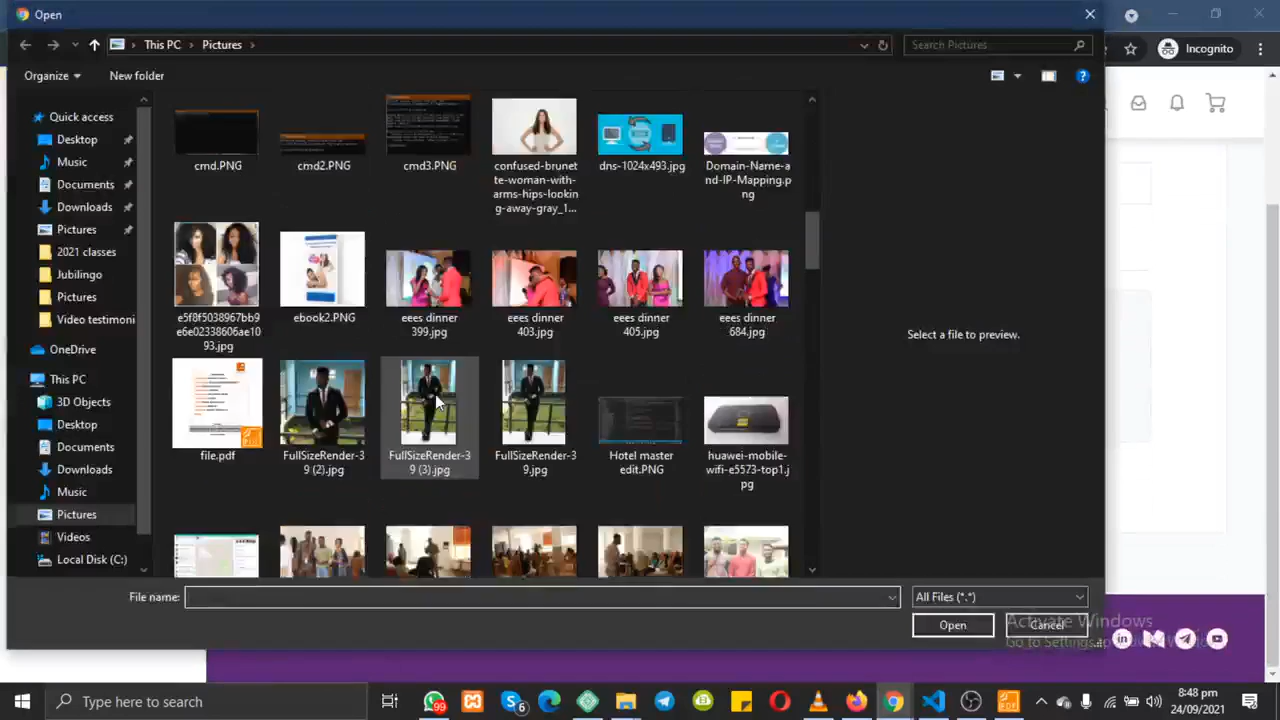 Open
This PC
Pictures
Search Pictures
Incognito
Organize
New folder
Quick access
Desktop
Music
Documents
Downloads
Pictures
2021 classes
Jubilingo
Pictures
Video testimoni
OneDrive
This PC
3D Objects
Desktop
Documents
Downloads
Music
Pictures
Videos
Local Disk (C:)
cmd.PNG
cmd2.PNG
cmd3.PNG
confused-brune
te-woman-with-
arms-hips-lookin
g-away-gray_1...
dns-1024x493.jpg
Domain-Name-a
nd-IP-Mapping.p
ng
e5f8f5038967bb9
e6e02338606ae10
93.jpg
ebook2.PNG
eees dinner
399.jpg
eees dinner
403.jpg
eees dinner
405.jpg
eees dinner
684.jpg
file.pdf
FullSizeRender-3
9 (2).jpg
FullSizeRender-3
9 (3).jpg
FullSizeRender-3
9.jpg
Hotel master
edit.PNG
huawei-mobile-
wifi-e5573-top1.j
pg
Select a file to preview.
File name:
All Files (*.*)
Open
Cancel
Activate Windows
Go to Settings
Type here to search
99
6
8:48 pm
24/09/2021